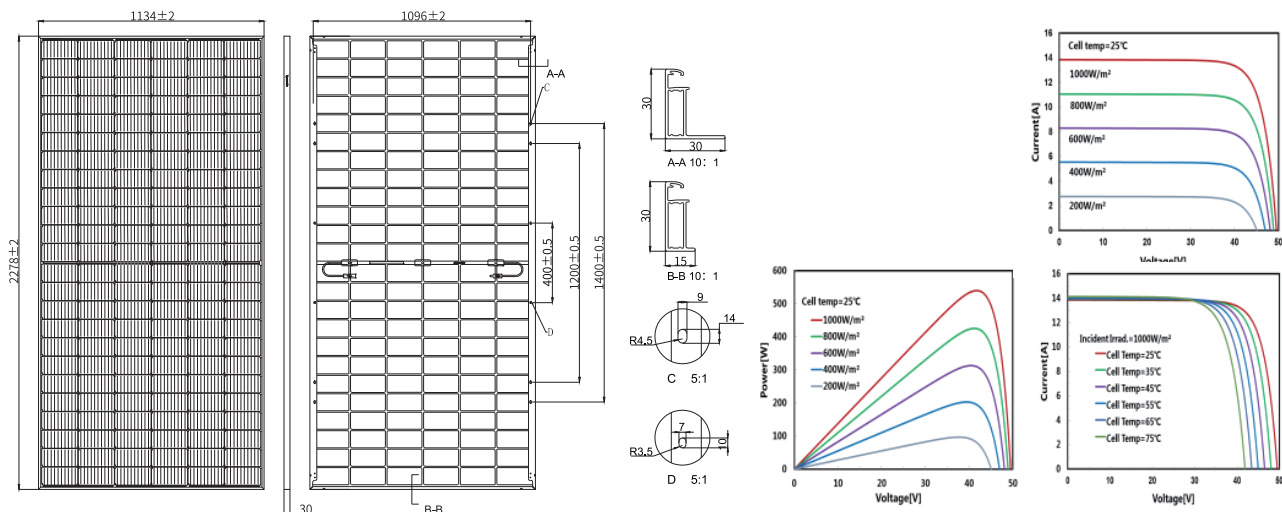 1134±2
2278±2
30
1096±2
A-A
C
D
400±0.5
1200±0.5
1400±0.5
B-B
30
30
A-A 10：1
30
15
B-B 10：1
9
14
R4.5
C 5:1
7
10
R3.5
D 5:1
16
14
12
10
8
6
4
2
0
Current[A]
Cell temp=25℃
1000W/m²
800W/m²
600W/m²
400W/m²
200W/m²
0 10 20 30 40 50
Voltage[V]
600
500
400
300
200
100
0
Power[W]
Cell temp=25℃
1000W/m²
800W/m²
600W/m²
400W/m²
200W/m²
0 10 20 30 40 50
Voltage[V]
16
14
12
10
8
6
4
2
0
Current[A]
Incident Irrad.=1000W/m²
Cell Temp=25℃
Cell Temp=35℃
Cell Temp=45℃
Cell Temp=55℃
Cell Temp=65℃
Cell Temp=75℃
0 10 20 30 40 50
Voltage[V]